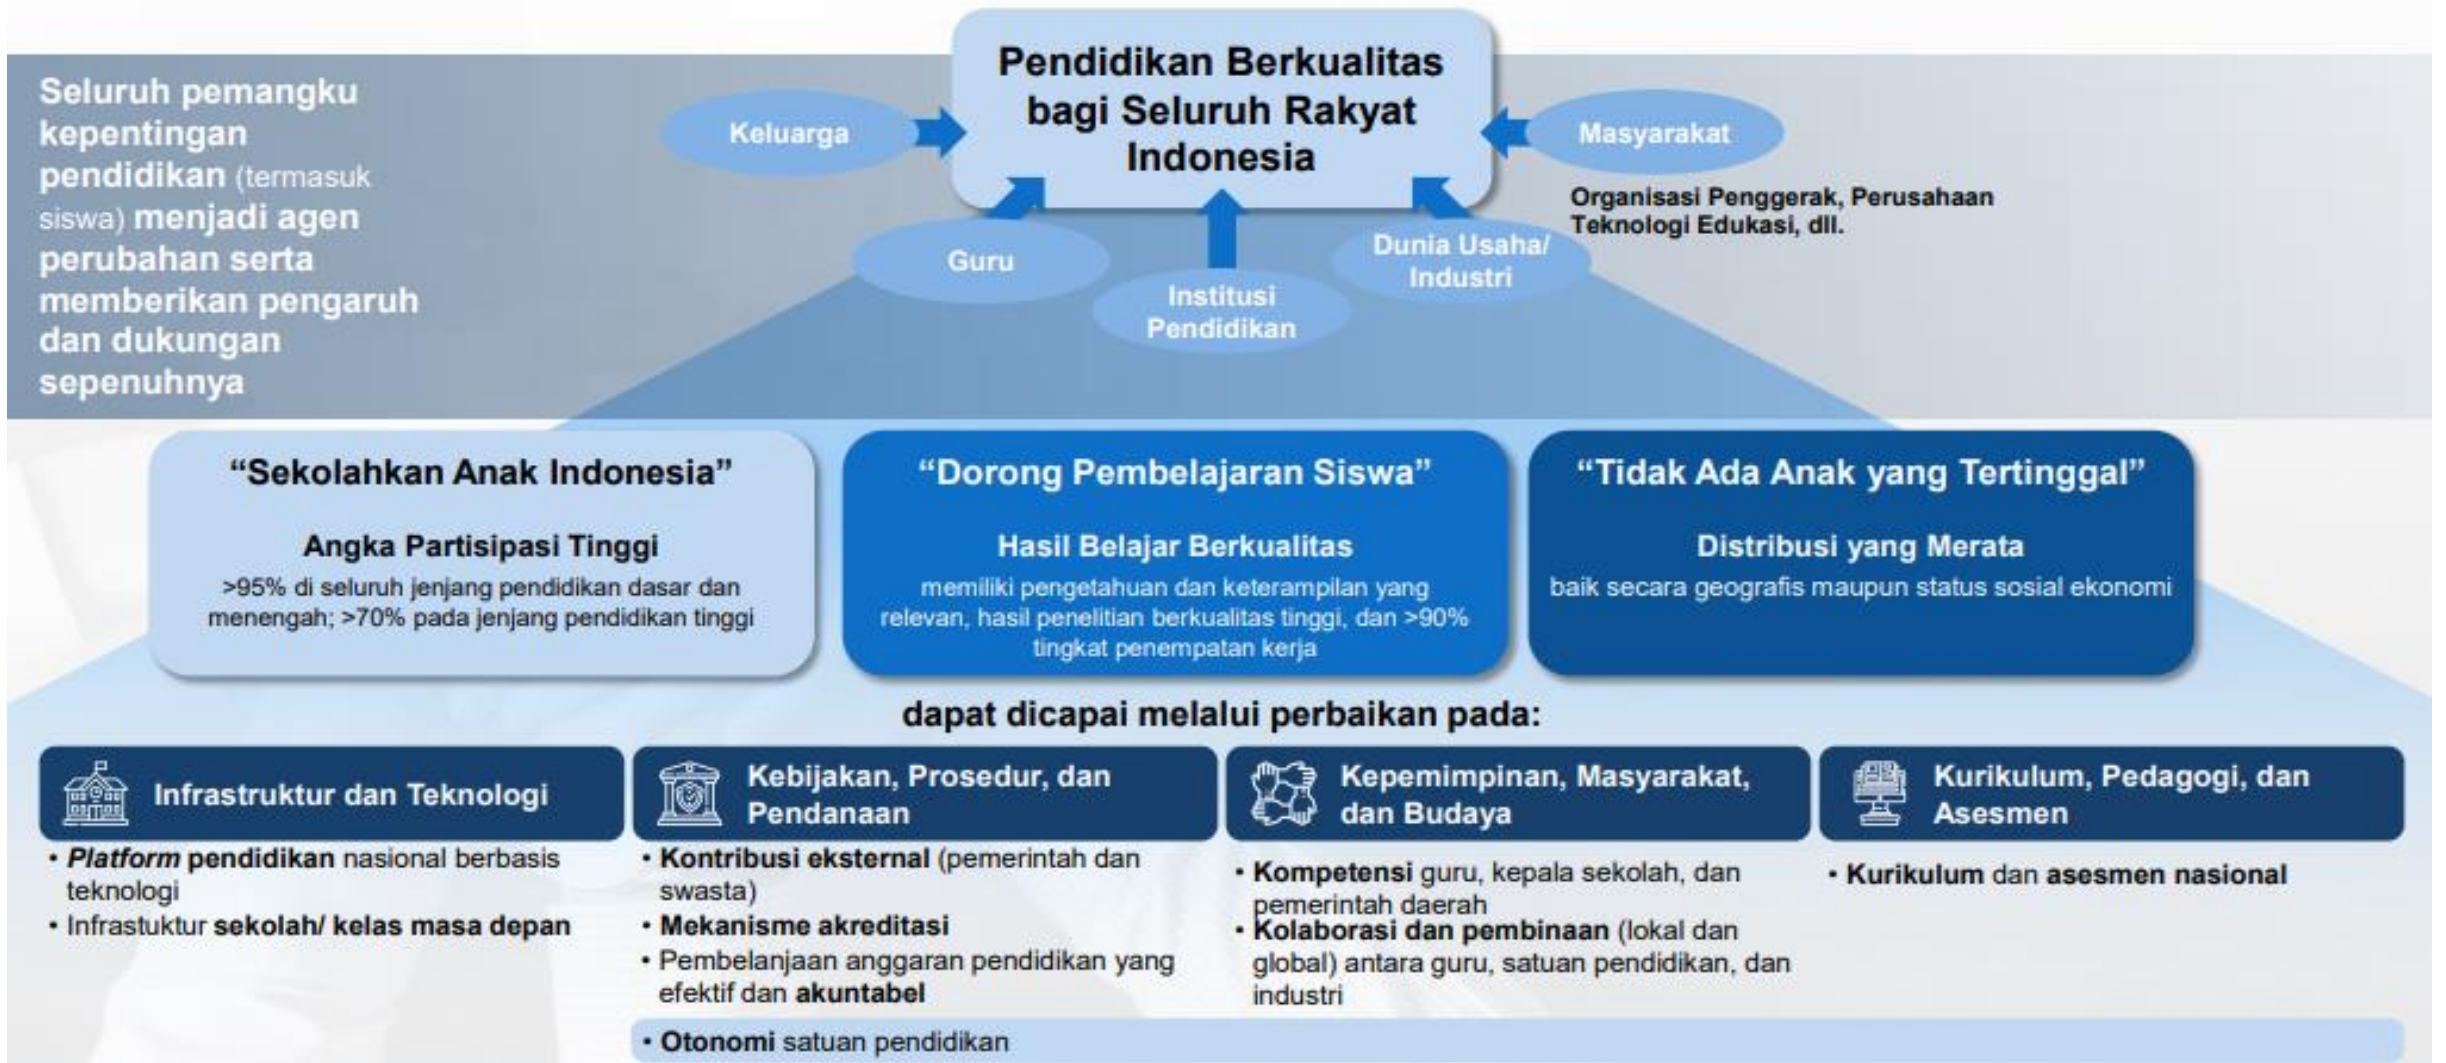 Pendidikan Berkualitas
bagi Seluruh Rakyat
Indonesia
Seluruh pemangku
kepentingan
pendidikan (termasuk
siswa) menjadi agen
perubahan serta
memberikan pengaruh
dan dukungan
sepenuhnya
Keluarga
Guru
Institusi
Pendidikan
Dunia Usaha/
Industri
Masyarakat
Organisasi Penggerak, Perusahaan
Teknologi Edukasi, dll.
“Sekolahkan Anak Indonesia”
Angka Partisipasi Tinggi
>95% di seluruh jenjang pendidikan dasar dan
menengah; >70% pada jenjang pendidikan tinggi
“Dorong Pembelajaran Siswa”
Hasil Belajar Berkualitas
memiliki pengetahuan dan keterampilan yang
relevan, hasil penelitian berkualitas tinggi, dan >90%
tingkat penempatan kerja
“Tidak Ada Anak yang Tertinggal”
Distribusi yang Merata
baik secara geografis maupun status sosial ekonomi
dapat dicapai melalui perbaikan pada:
Infrastruktur dan Teknologi
• Platform pendidikan nasional berbasis
teknologi
• Infrastuktur sekolah/ kelas masa depan
Kebijakan, Prosedur, dan
Pendanaan
• Kontribusi eksternal (pemerintah dan
swasta)
• Mekanisme akreditasi
• Pembelanjaan anggaran pendidikan yang
efektif dan akuntabel
Kepemimpinan, Masyarakat,
dan Budaya
• Kompetensi guru, kepala sekolah, dan
pemerintah daerah
• Kolaborasi dan pembinaan (lokal dan
global) antara guru, satuan pendidikan, dan
industri
Kurikulum, Pedagogi, dan
Asesmen
• Kurikulum dan asesmen nasional
• Otonomi satuan pendidikan